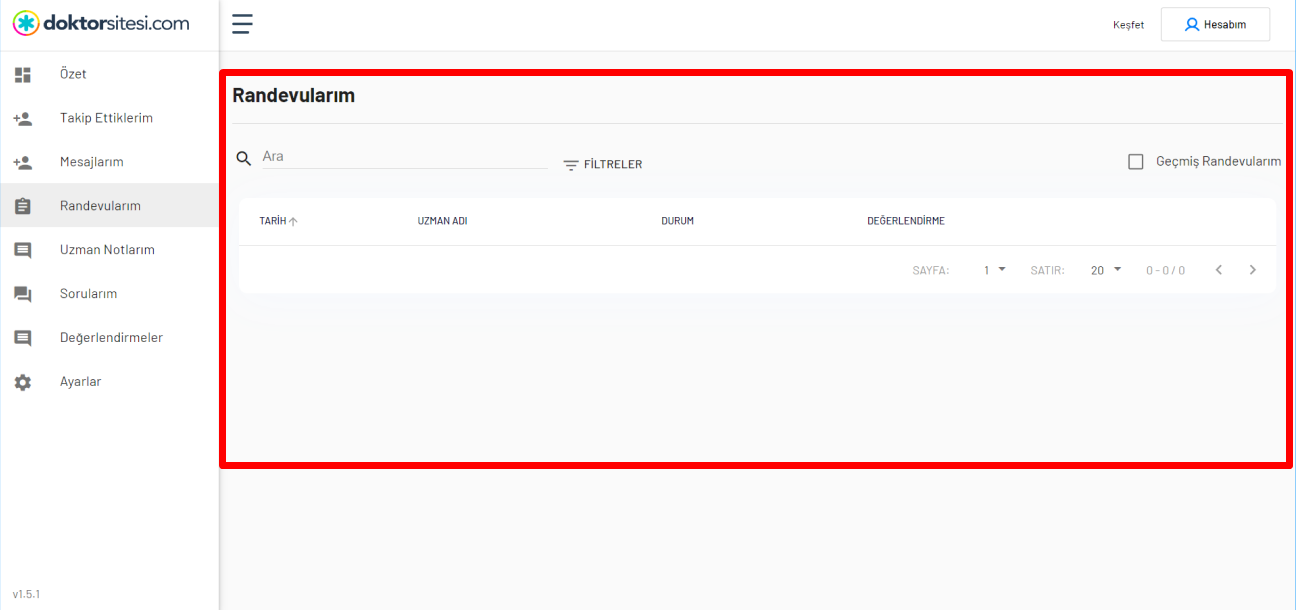 doktorsitesi.com
Keşfet
Hesabım
Özet
Takip Ettiklerim
Mesajlarım
Randevularım
Uzman Notlarım
Sorularım
Değerlendirmeler
Ayarlar
v1.5.1
Randevularım
Ara
FİLTRELER
Geçmiş Randevularım
TARİH UZMAN ADI DURUM DEĞERLENDİRME
SAYFA: 1 SATIR: 20 0 - 0 / 0